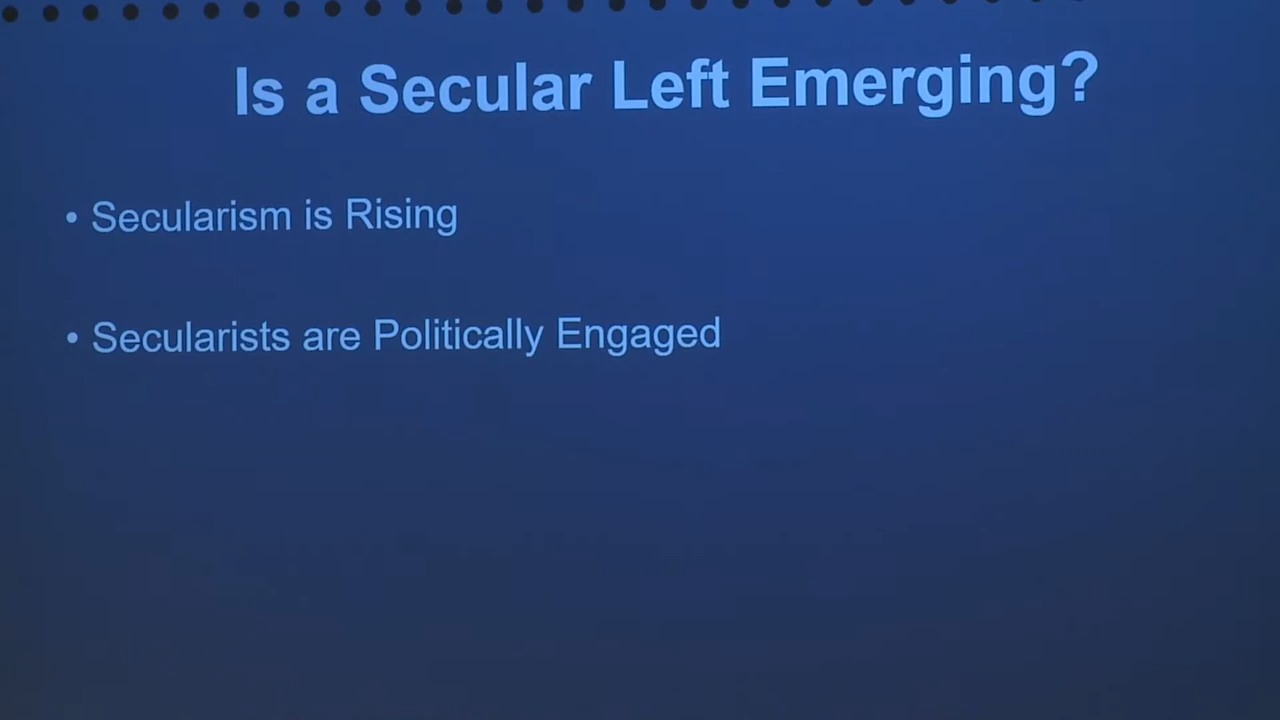 Is a Secular Left Emerging?
• Secularism is Rising
• Secularists are Politically Engaged